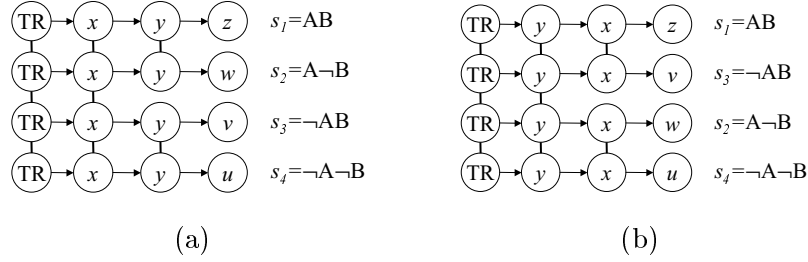 TR x y z s₁=AB
TR x y w s₂=A¬B
TR x y v s₃=¬AB
TR x y u s₄=¬A¬B
(a)
TR y x z s₁=AB
TR y x v s₃=¬AB
TR y x w s₂=A¬B
TR y x u s₄=¬A¬B
(b)